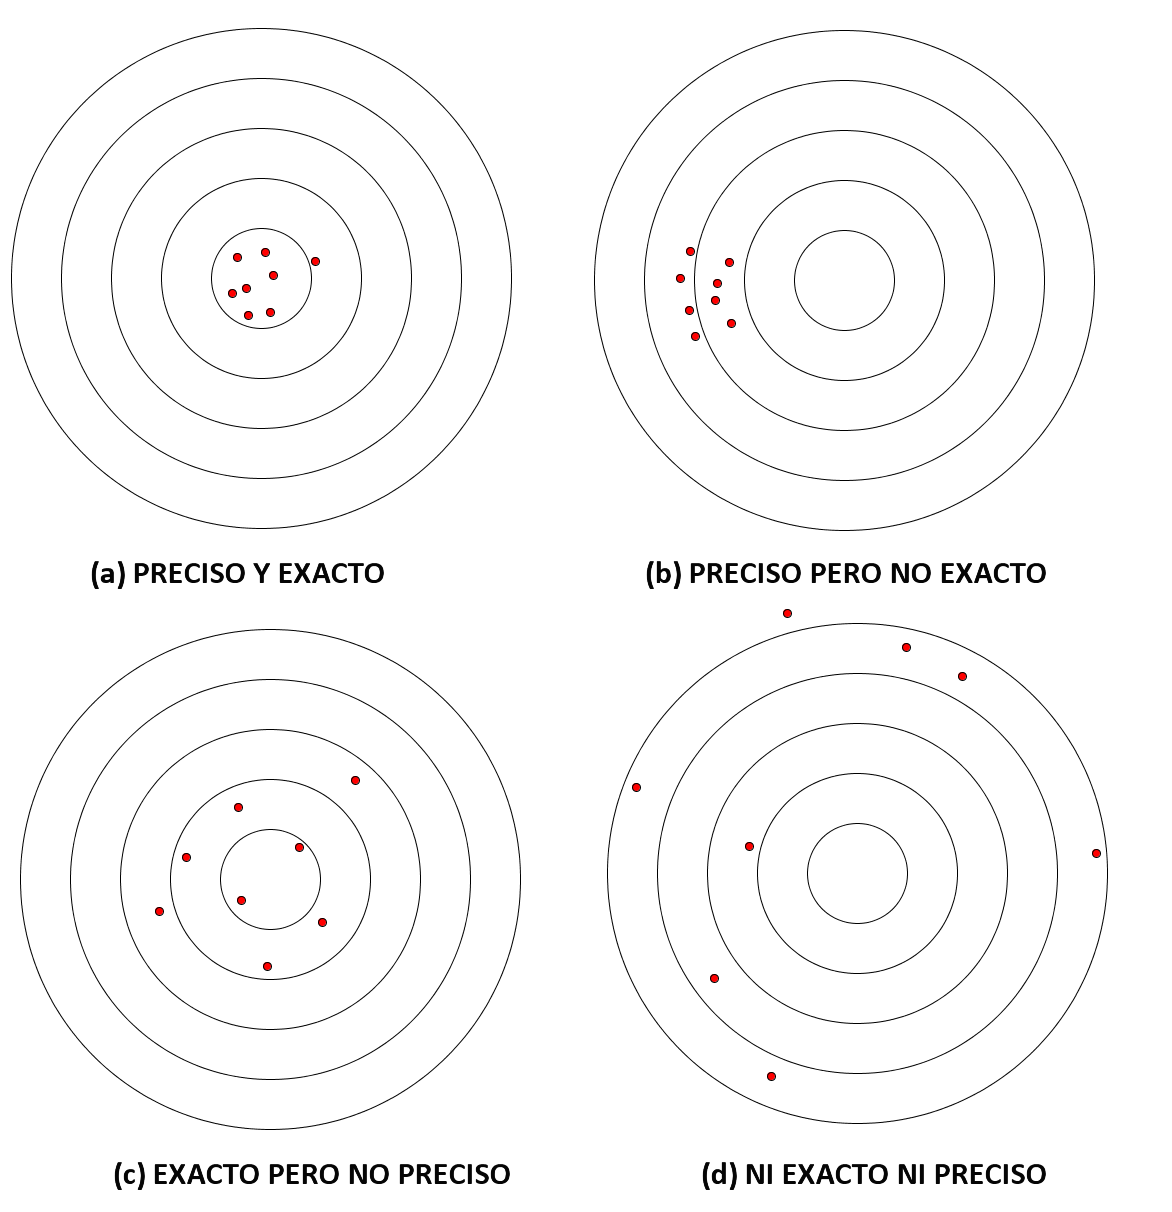 (a) PRECISO Y EXACTO
(b) PRECISO PERO NO EXACTO
(c) EXACTO PERO NO PRECISO
(d) NI EXACTO NI PRECISO